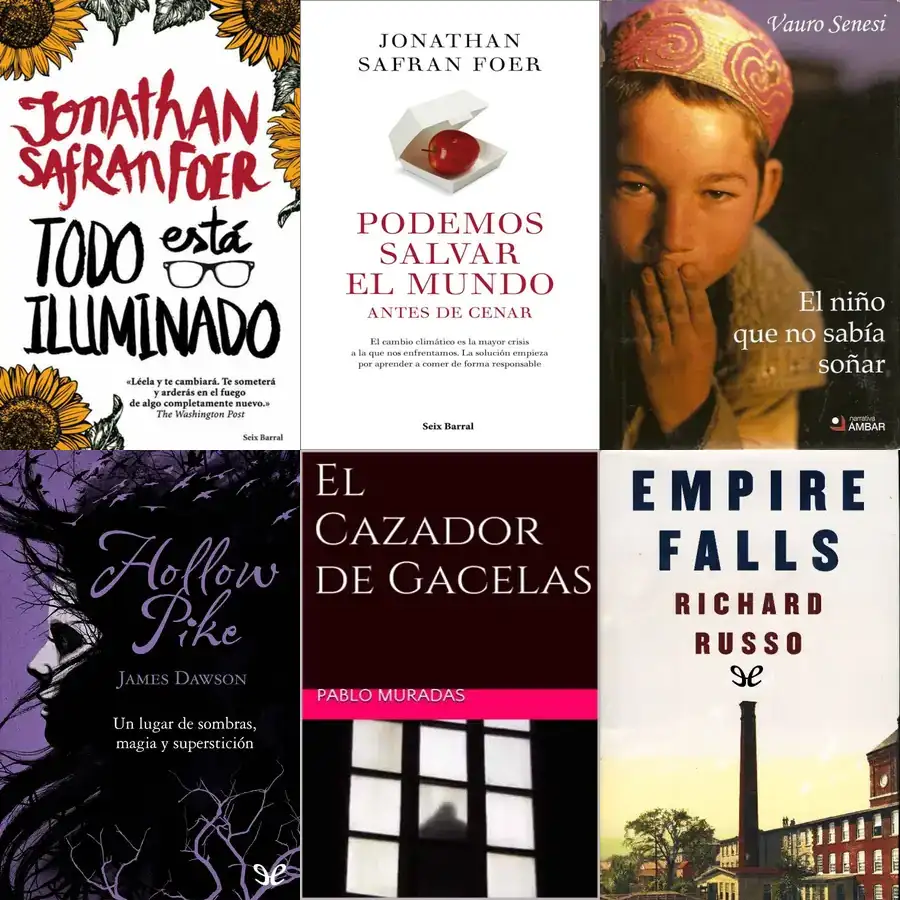 JONATHAN
SAFRAN FOER
TODO está
ILUMINADO
«Léela y te cambiará. Te someterá
y arderás en el fuego
de algo completamente nuevo.»
The Washington Post
Seix Barral
JONATHAN
SAFRAN FOER
PODEMOS
SALVAR
EL MUNDO
ANTES DE CENAR
El cambio climático es la mayor crisis
a la que nos enfrentamos. La solución empieza
por aprender a comer de forma responsable
Seix Barral
Vauro Senesi
El niño
que no sabía
soñar
narrativa
ÁMBAR
Hollow
Pike
JAMES DAWSON
Un lugar de sombras,
magia y superstición
EL
CAZADOR
DE GACELAS
PABLO MURADAS
EMPIRE
FALLS
RICHARD
RUSSO